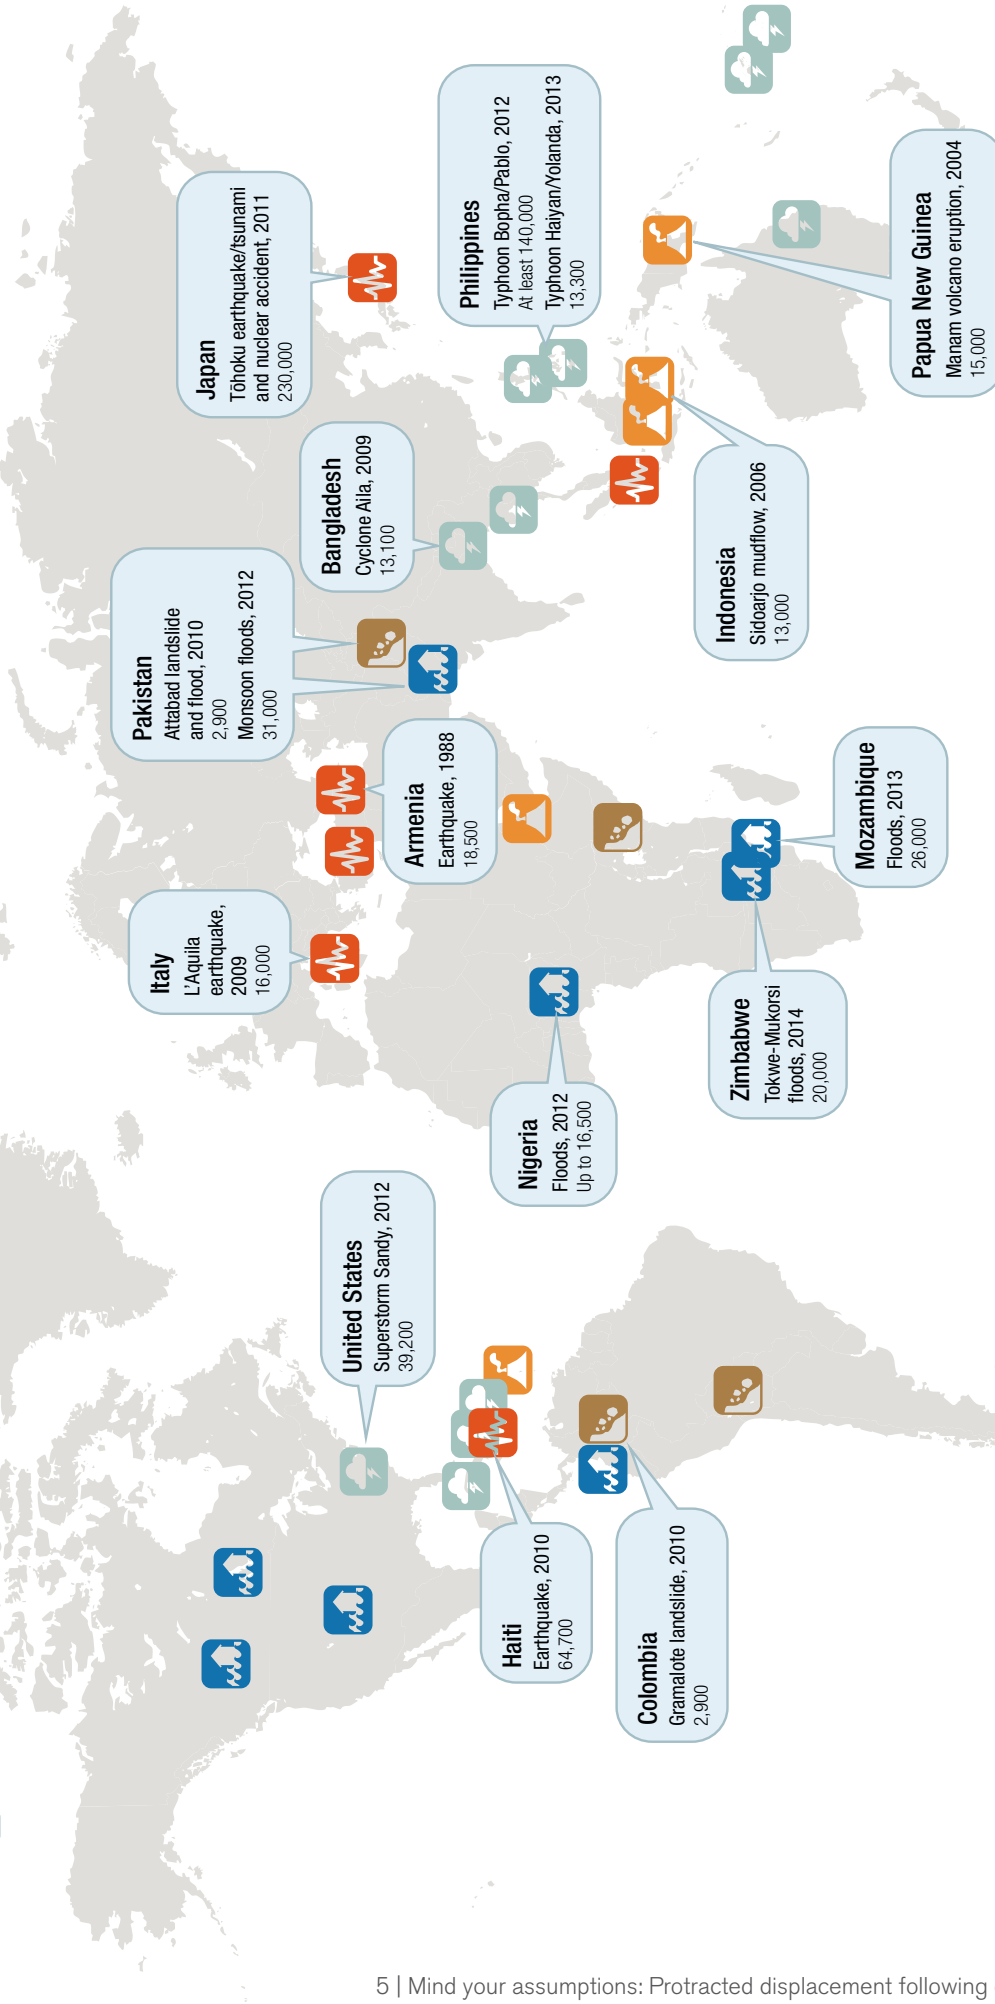 United States
Superstorm Sandy, 2012
39,200
Haiti
Earthquake, 2010
64,700
Colombia
Gramalote landslide, 2010
2,900
Italy
L'Aquila
earthquake,
2009
16,000
Nigeria
Floods, 2012
Up to 16,500
Zimbabwe
Tokwe-Mukorsi
floods, 2014
20,000
Mozambique
Floods, 2013
26,000
Armenia
Earthquake, 1988
18,500
Pakistan
Attabad landslide
and flood, 2010
2,900
Monsoon floods, 2012
31,000
Bangladesh
Cyclone Aila, 2009
13,100
Japan
Tōhoku earthquake/tsunami
and nuclear accident, 2011
230,000
Philippines
Typhoon Bopha/Pablo, 2012
At least 140,000
Typhoon Haiyan/Yolanda, 2013
13,300
Indonesia
Sidoarjo mudflow, 2006
13,000
Papua New Guinea
Manam volcano eruption, 2004
15,000
5 | Mind your assumptions: Protracted displacement following